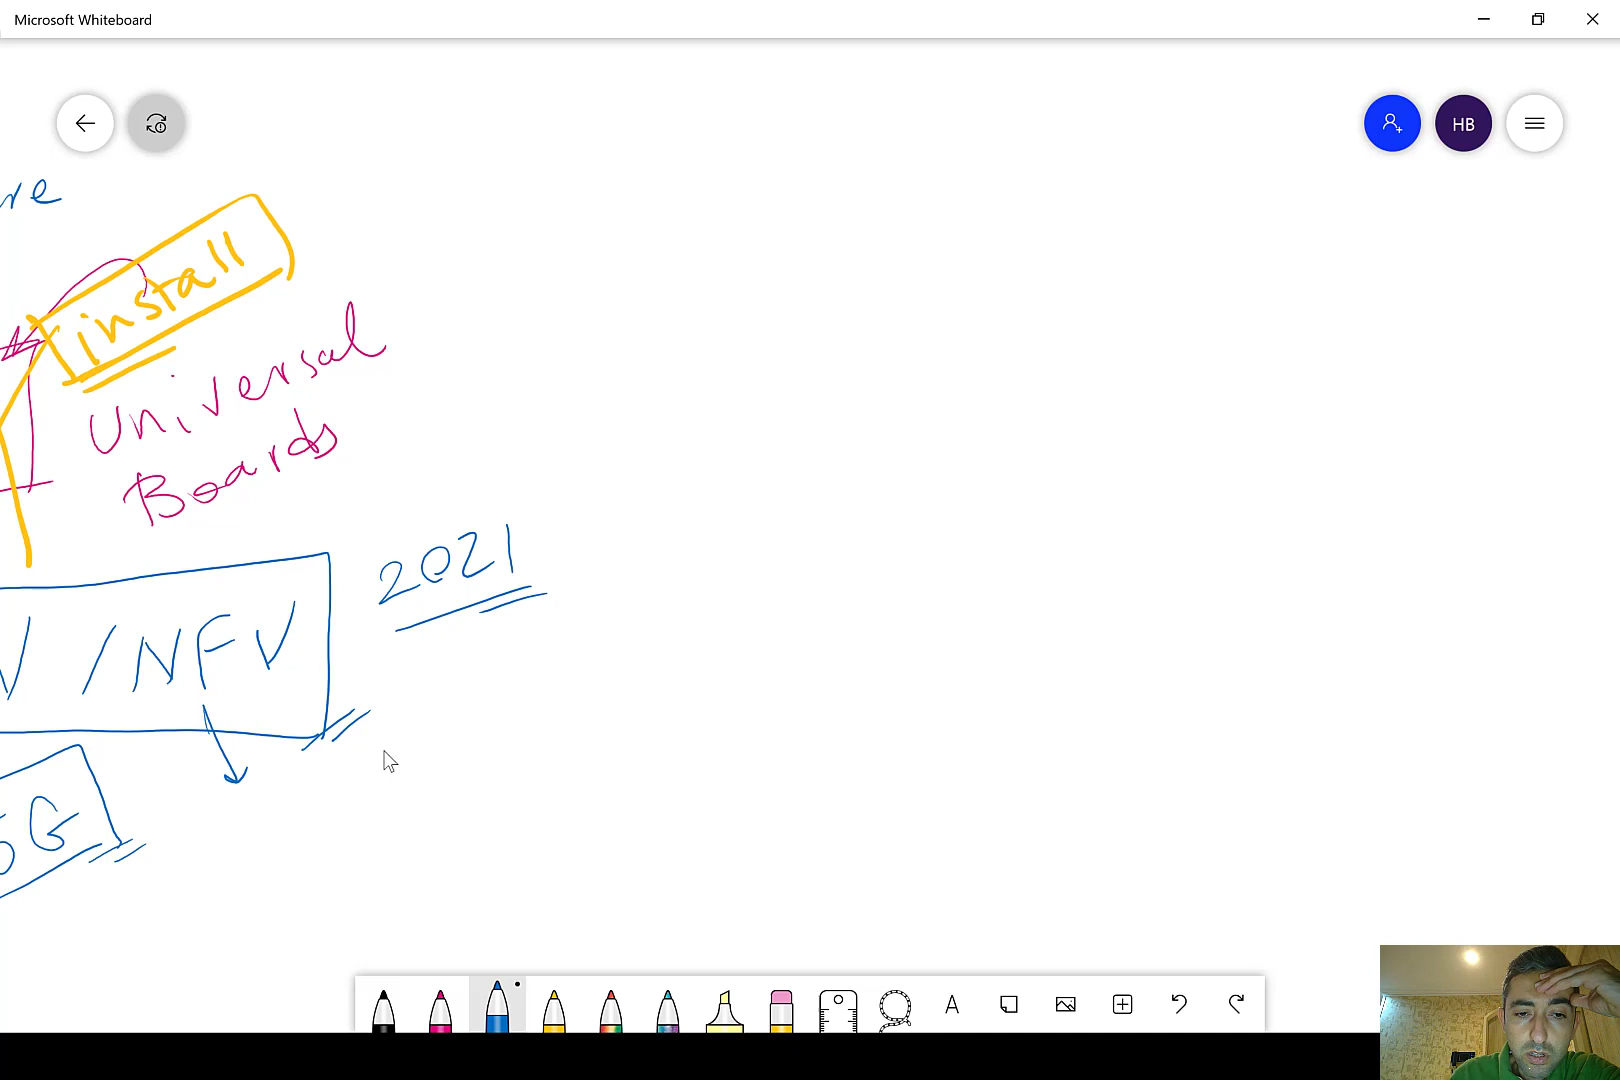 Microsoft Whiteboard
HB
re
install
Universal
Boards
2021
/NFV
5G
A